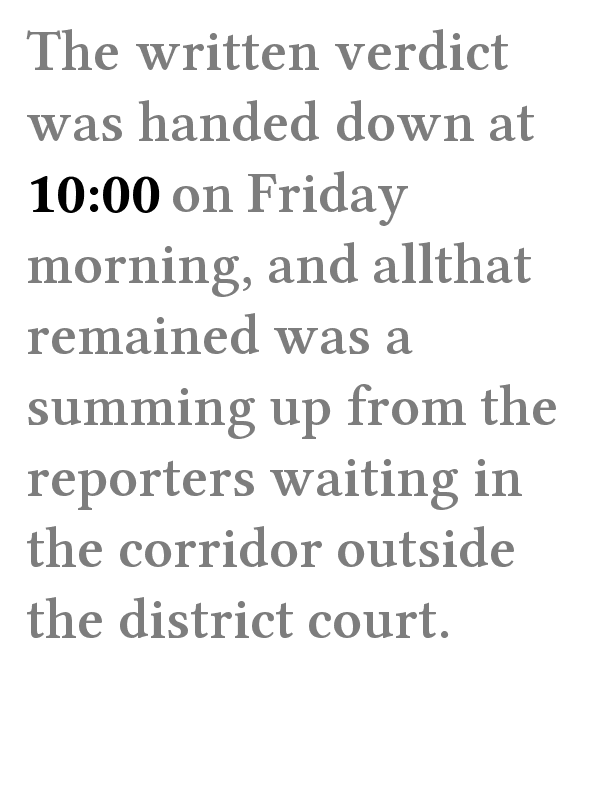 The written verdict
was handed down at
10:00 on Friday
morning, and allthat
remained was a
summing up from the
reporters waiting in
the corridor outside
the district court.